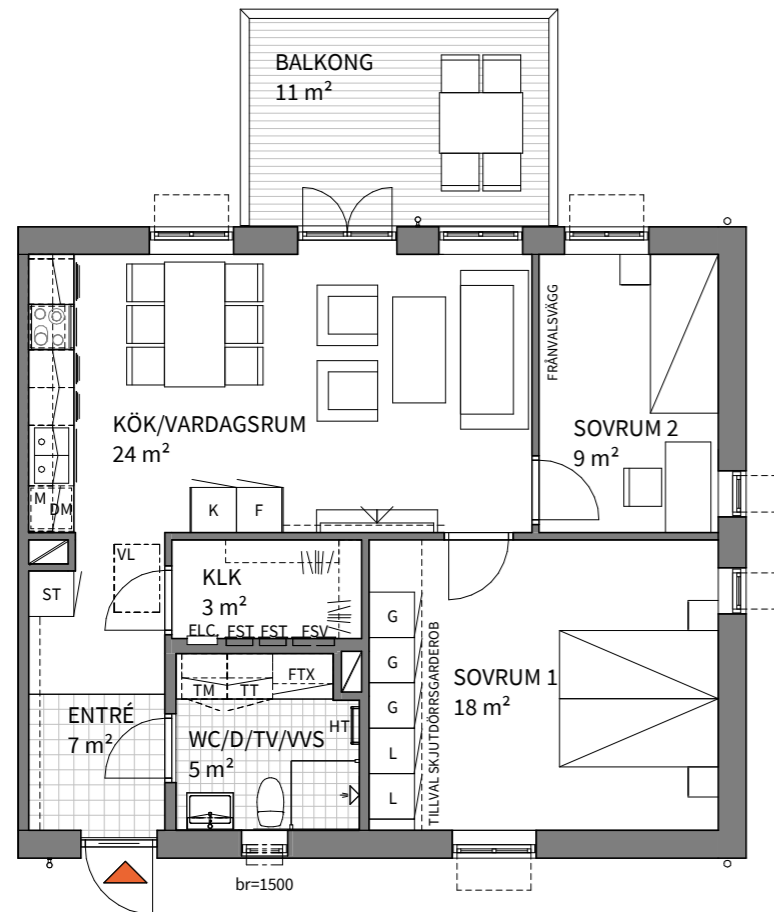 BALKONG
11 m²
FRÅNVALSVÄGG
KÖK/VARDAGSRUM
24 m²
SOVRUM 2
9 m²
M
DM
K
F
VL
ST
KLK
3 m²
ELC
FST
FST
FSV
G
G
G
L
L
TILLVAL SKJUTDÖRRSGARDEROB
SOVRUM 1
18 m²
TM
TT
FTX
HT
ENTRÉ
7 m²
WC/D/TV/VVS
5 m²
br=1500